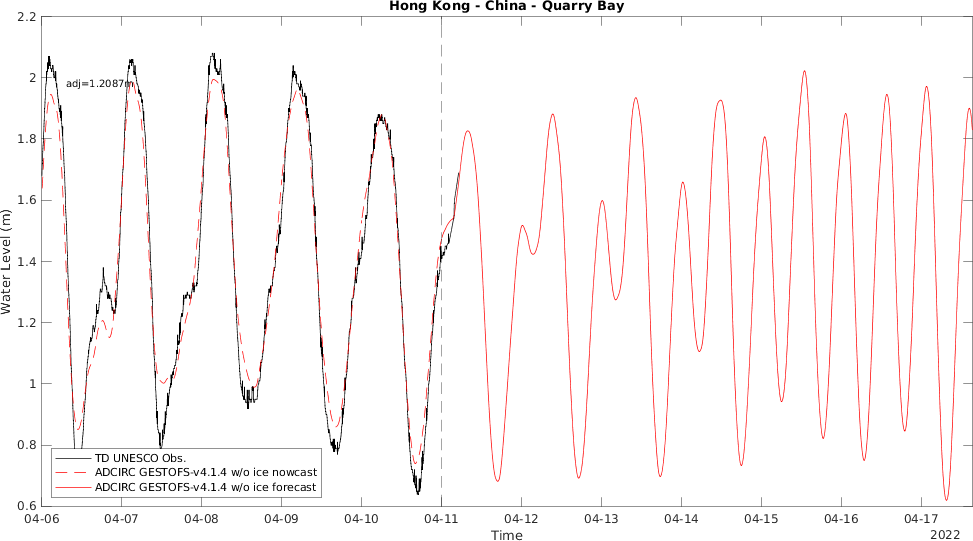 Hong Kong - China - Quarry Bay
2.2
2
1.8
1.6
1.4
1.2
1
0.8
0.6
Water Level (m)
adj=1.2087m
TD UNESCO Obs.
ADCIRC GESTOFS-v4.1.4 w/o ice nowcast
ADCIRC GESTOFS-v4.1.4 w/o ice forecast
04-06 04-07 04-08 04-09 04-10 04-11 04-12 04-13 04-14 04-15 04-16 04-17
Time
2022